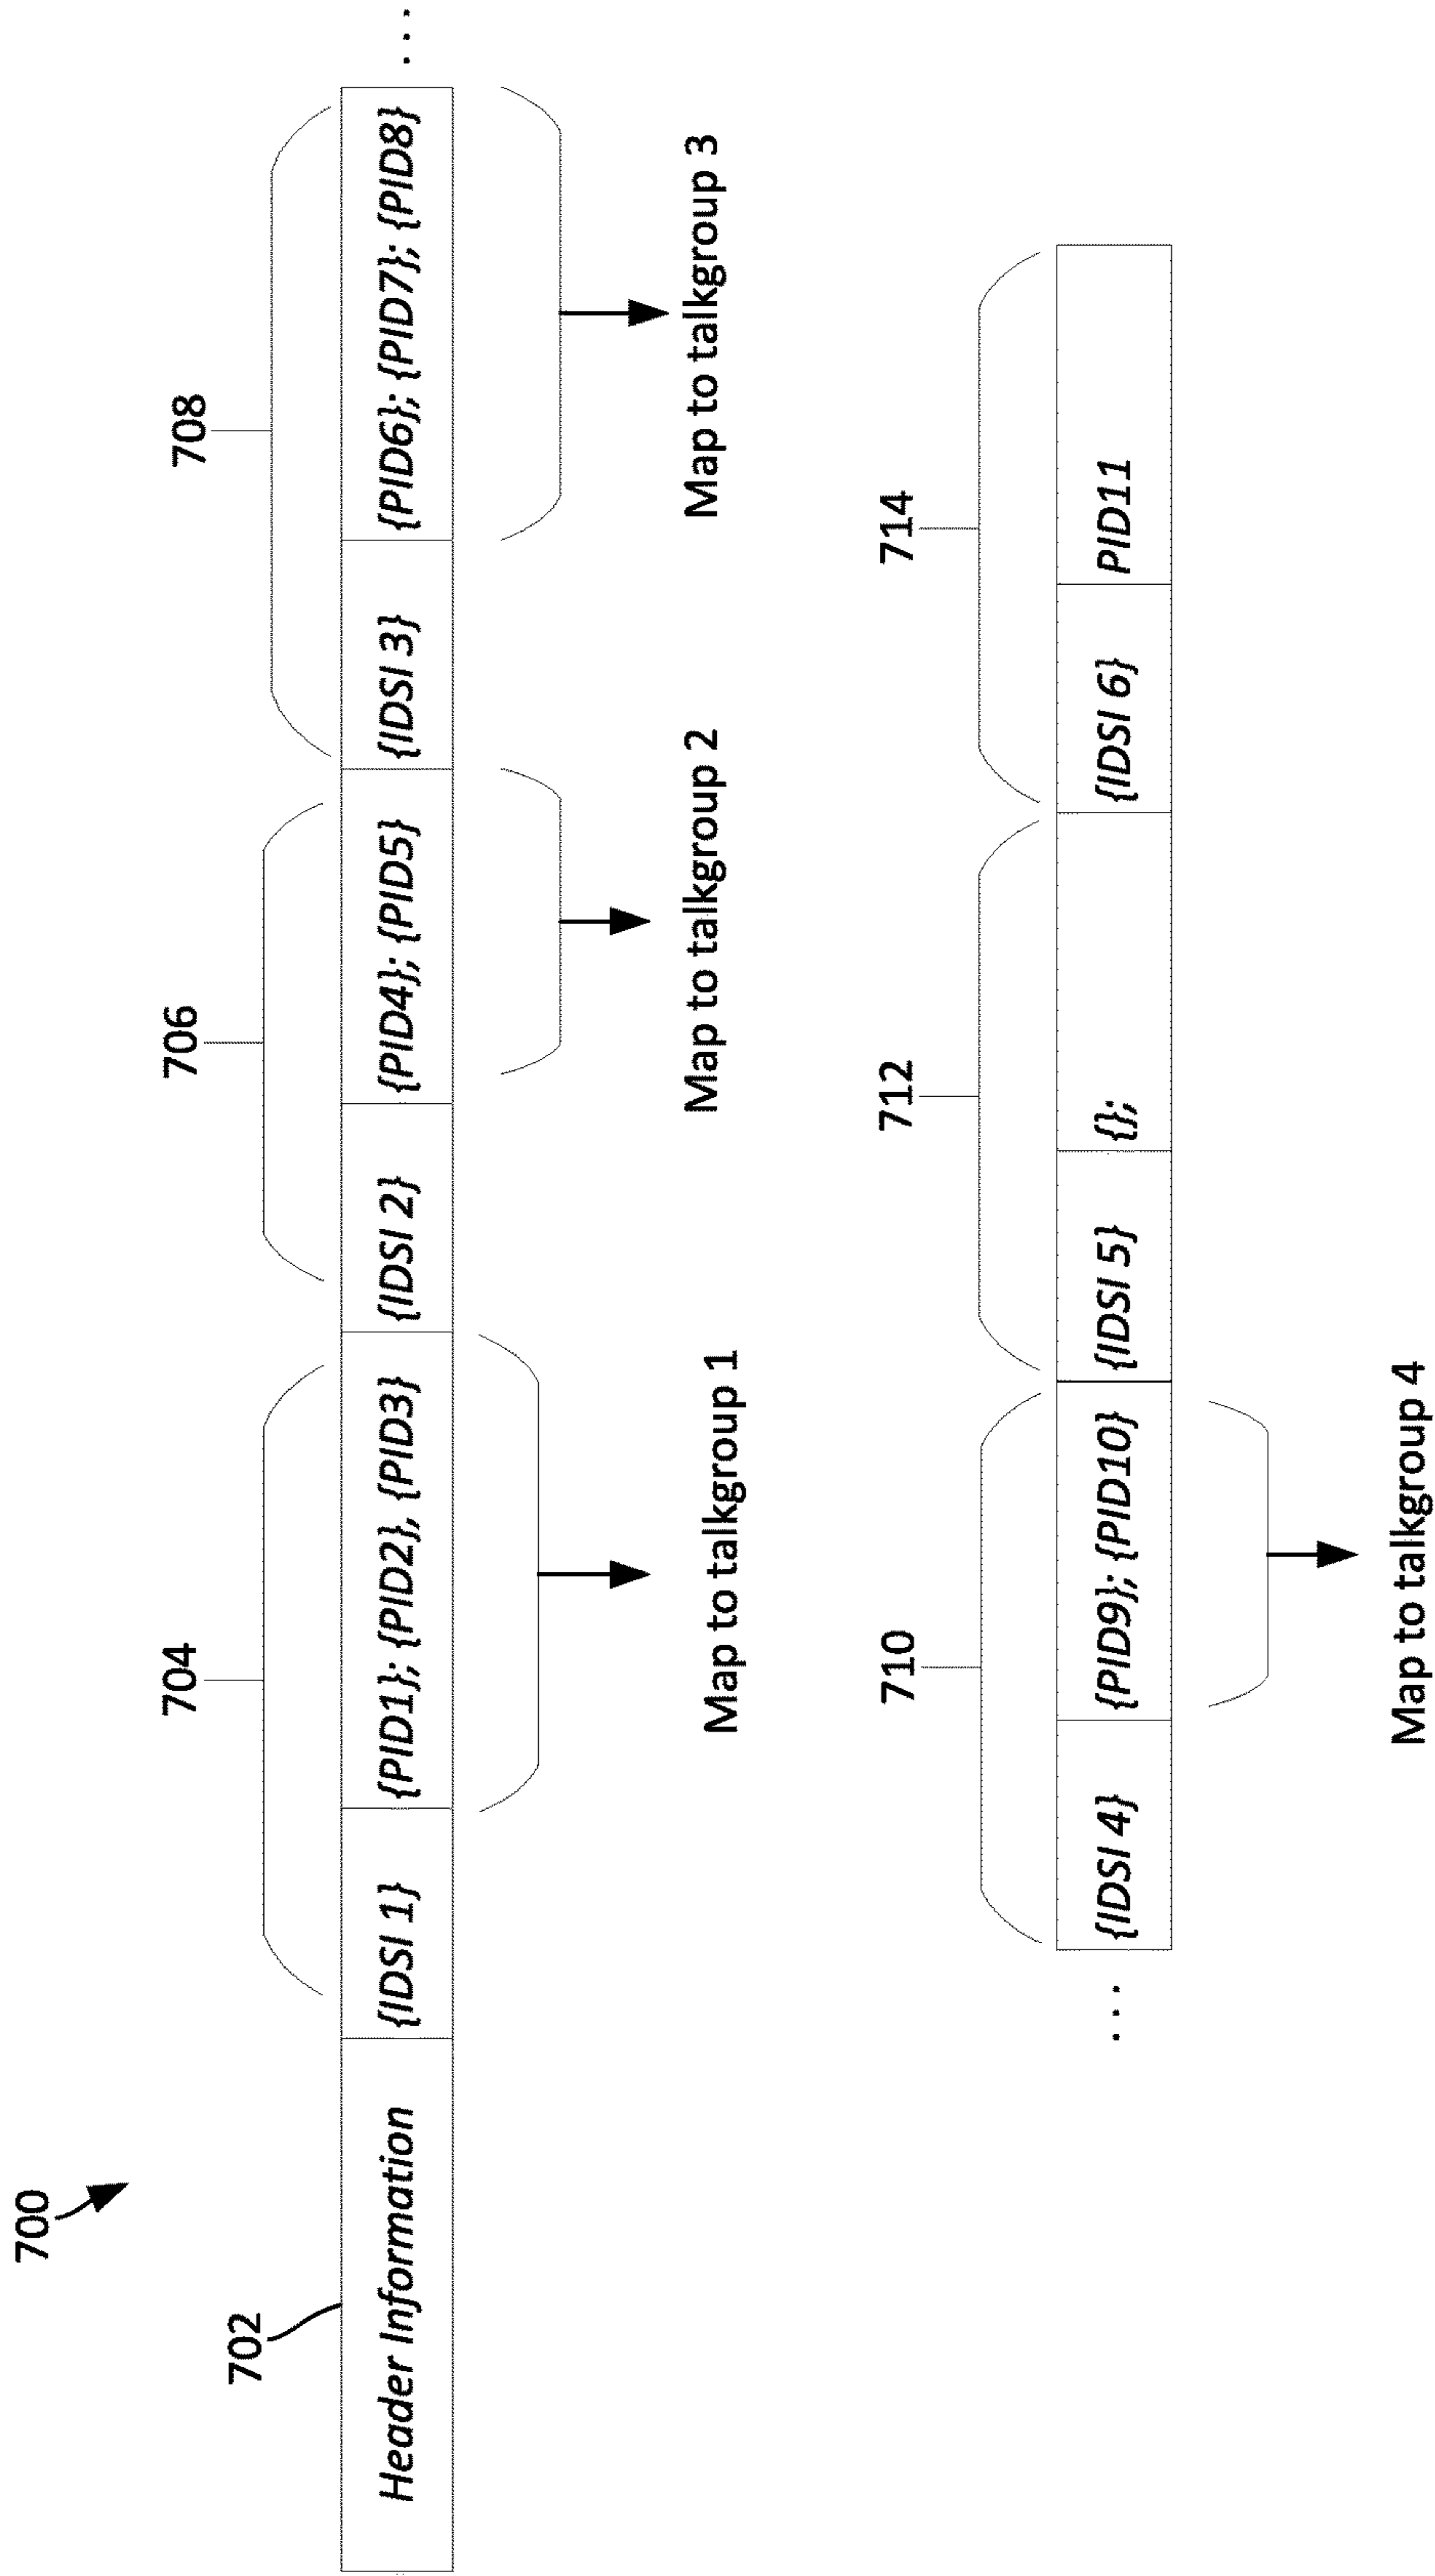 700
702
704
706
708
Header Information {IDSI 1} {PID1}; {PID2}, {PID3} {IDSI 2} {PID4}; {PID5} {IDSI 3} {PID6}; {PID7}; {PID8} ...
Map to talkgroup 1
Map to talkgroup 2
Map to talkgroup 3
710
712
714
... {IDSI 4} {PID9}; {PID10} {IDSI 5} {}; {IDSI 6} PID11
Map to talkgroup 4